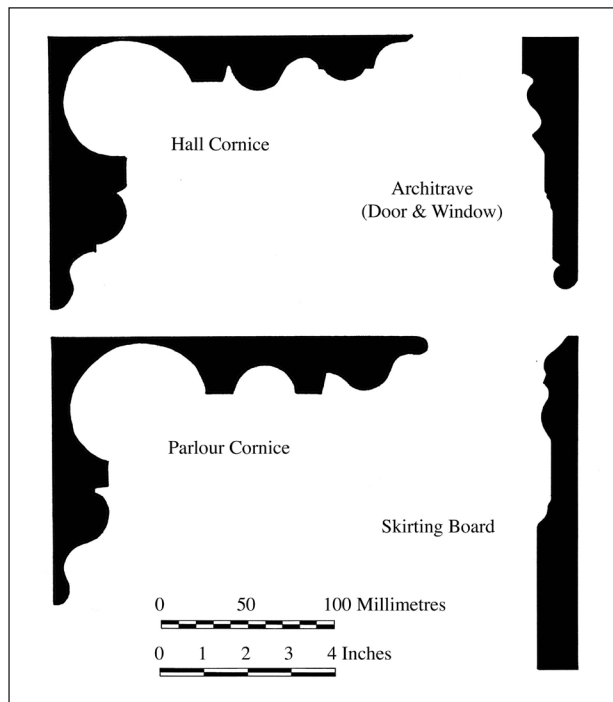 Hall Cornice
Architrave
(Door & Window)
Parlour Cornice
Skirting Board
0 50 100 Millimetres
0 1 2 3 4 Inches